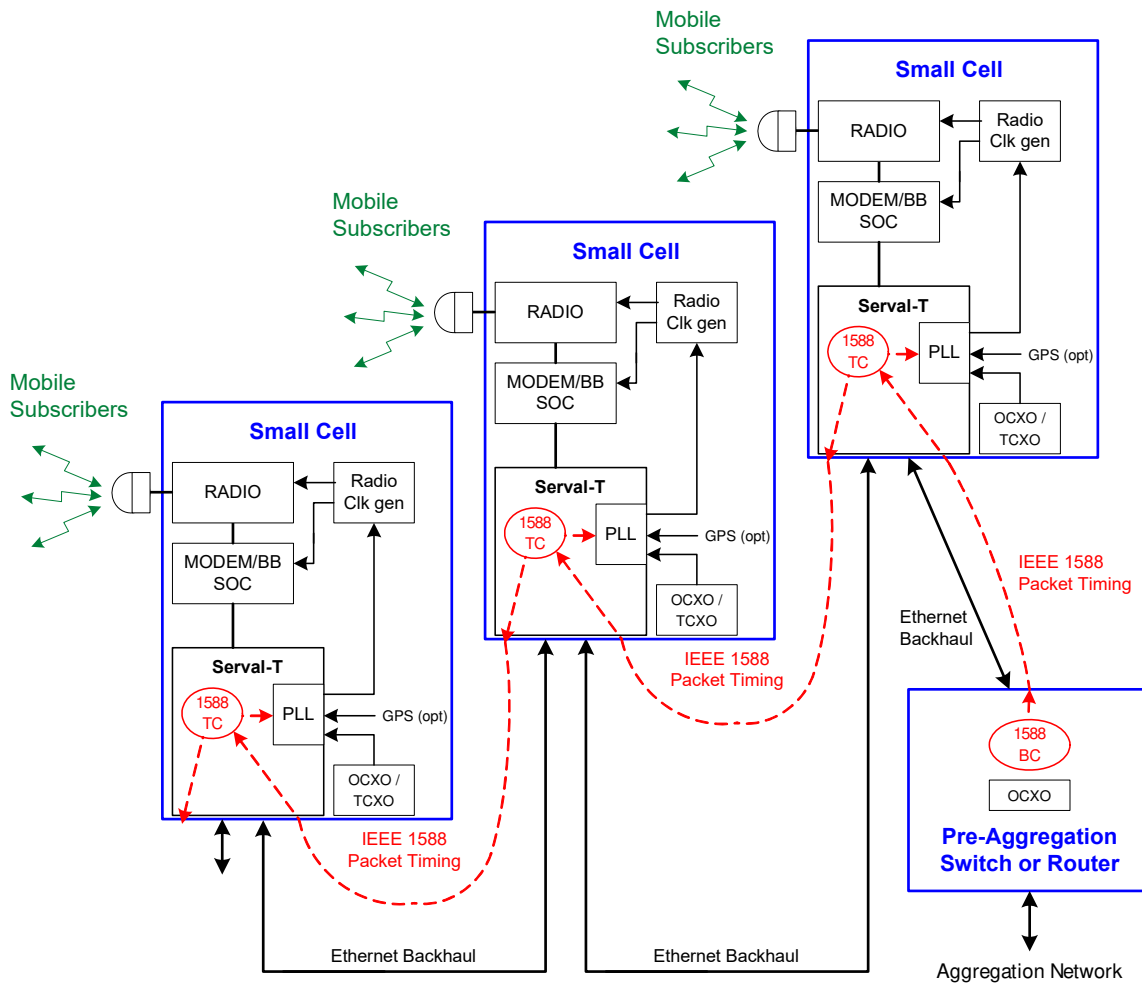 Mobile
Subscribers
Small Cell
RADIO
Radio
Clk gen
MODEM/BB
SOC
Serval-T
1588
TC
PLL
GPS (opt)
OCXO /
TCXO
Mobile
Subscribers
Small Cell
RADIO
Radio
Clk gen
MODEM/BB
SOC
Serval-T
1588
TC
PLL
GPS (opt)
OCXO /
TCXO
IEEE 1588
Packet Timing
Mobile
Subscribers
Small Cell
RADIO
Radio
Clk gen
MODEM/BB
SOC
Serval-T
1588
TC
PLL
GPS (opt)
OCXO /
TCXO
IEEE 1588
Packet Timing
IEEE 1588
Packet Timing
Ethernet
Backhaul
1588
BC
OCXO
Pre-Aggregation
Switch or Router
Ethernet Backhaul
Ethernet Backhaul
Aggregation Network